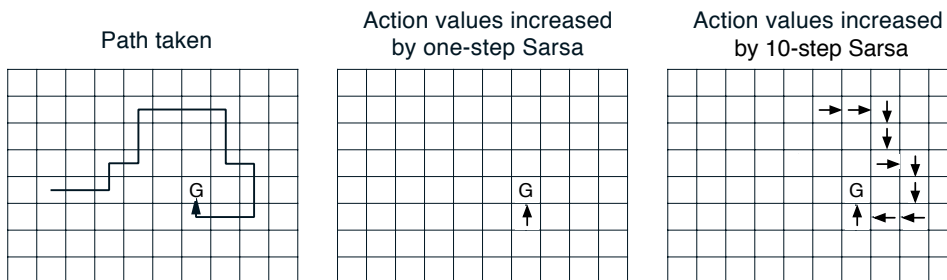 Path taken
Action values increased
by one-step Sarsa
Action values increased
by 10-step Sarsa
G
G
G